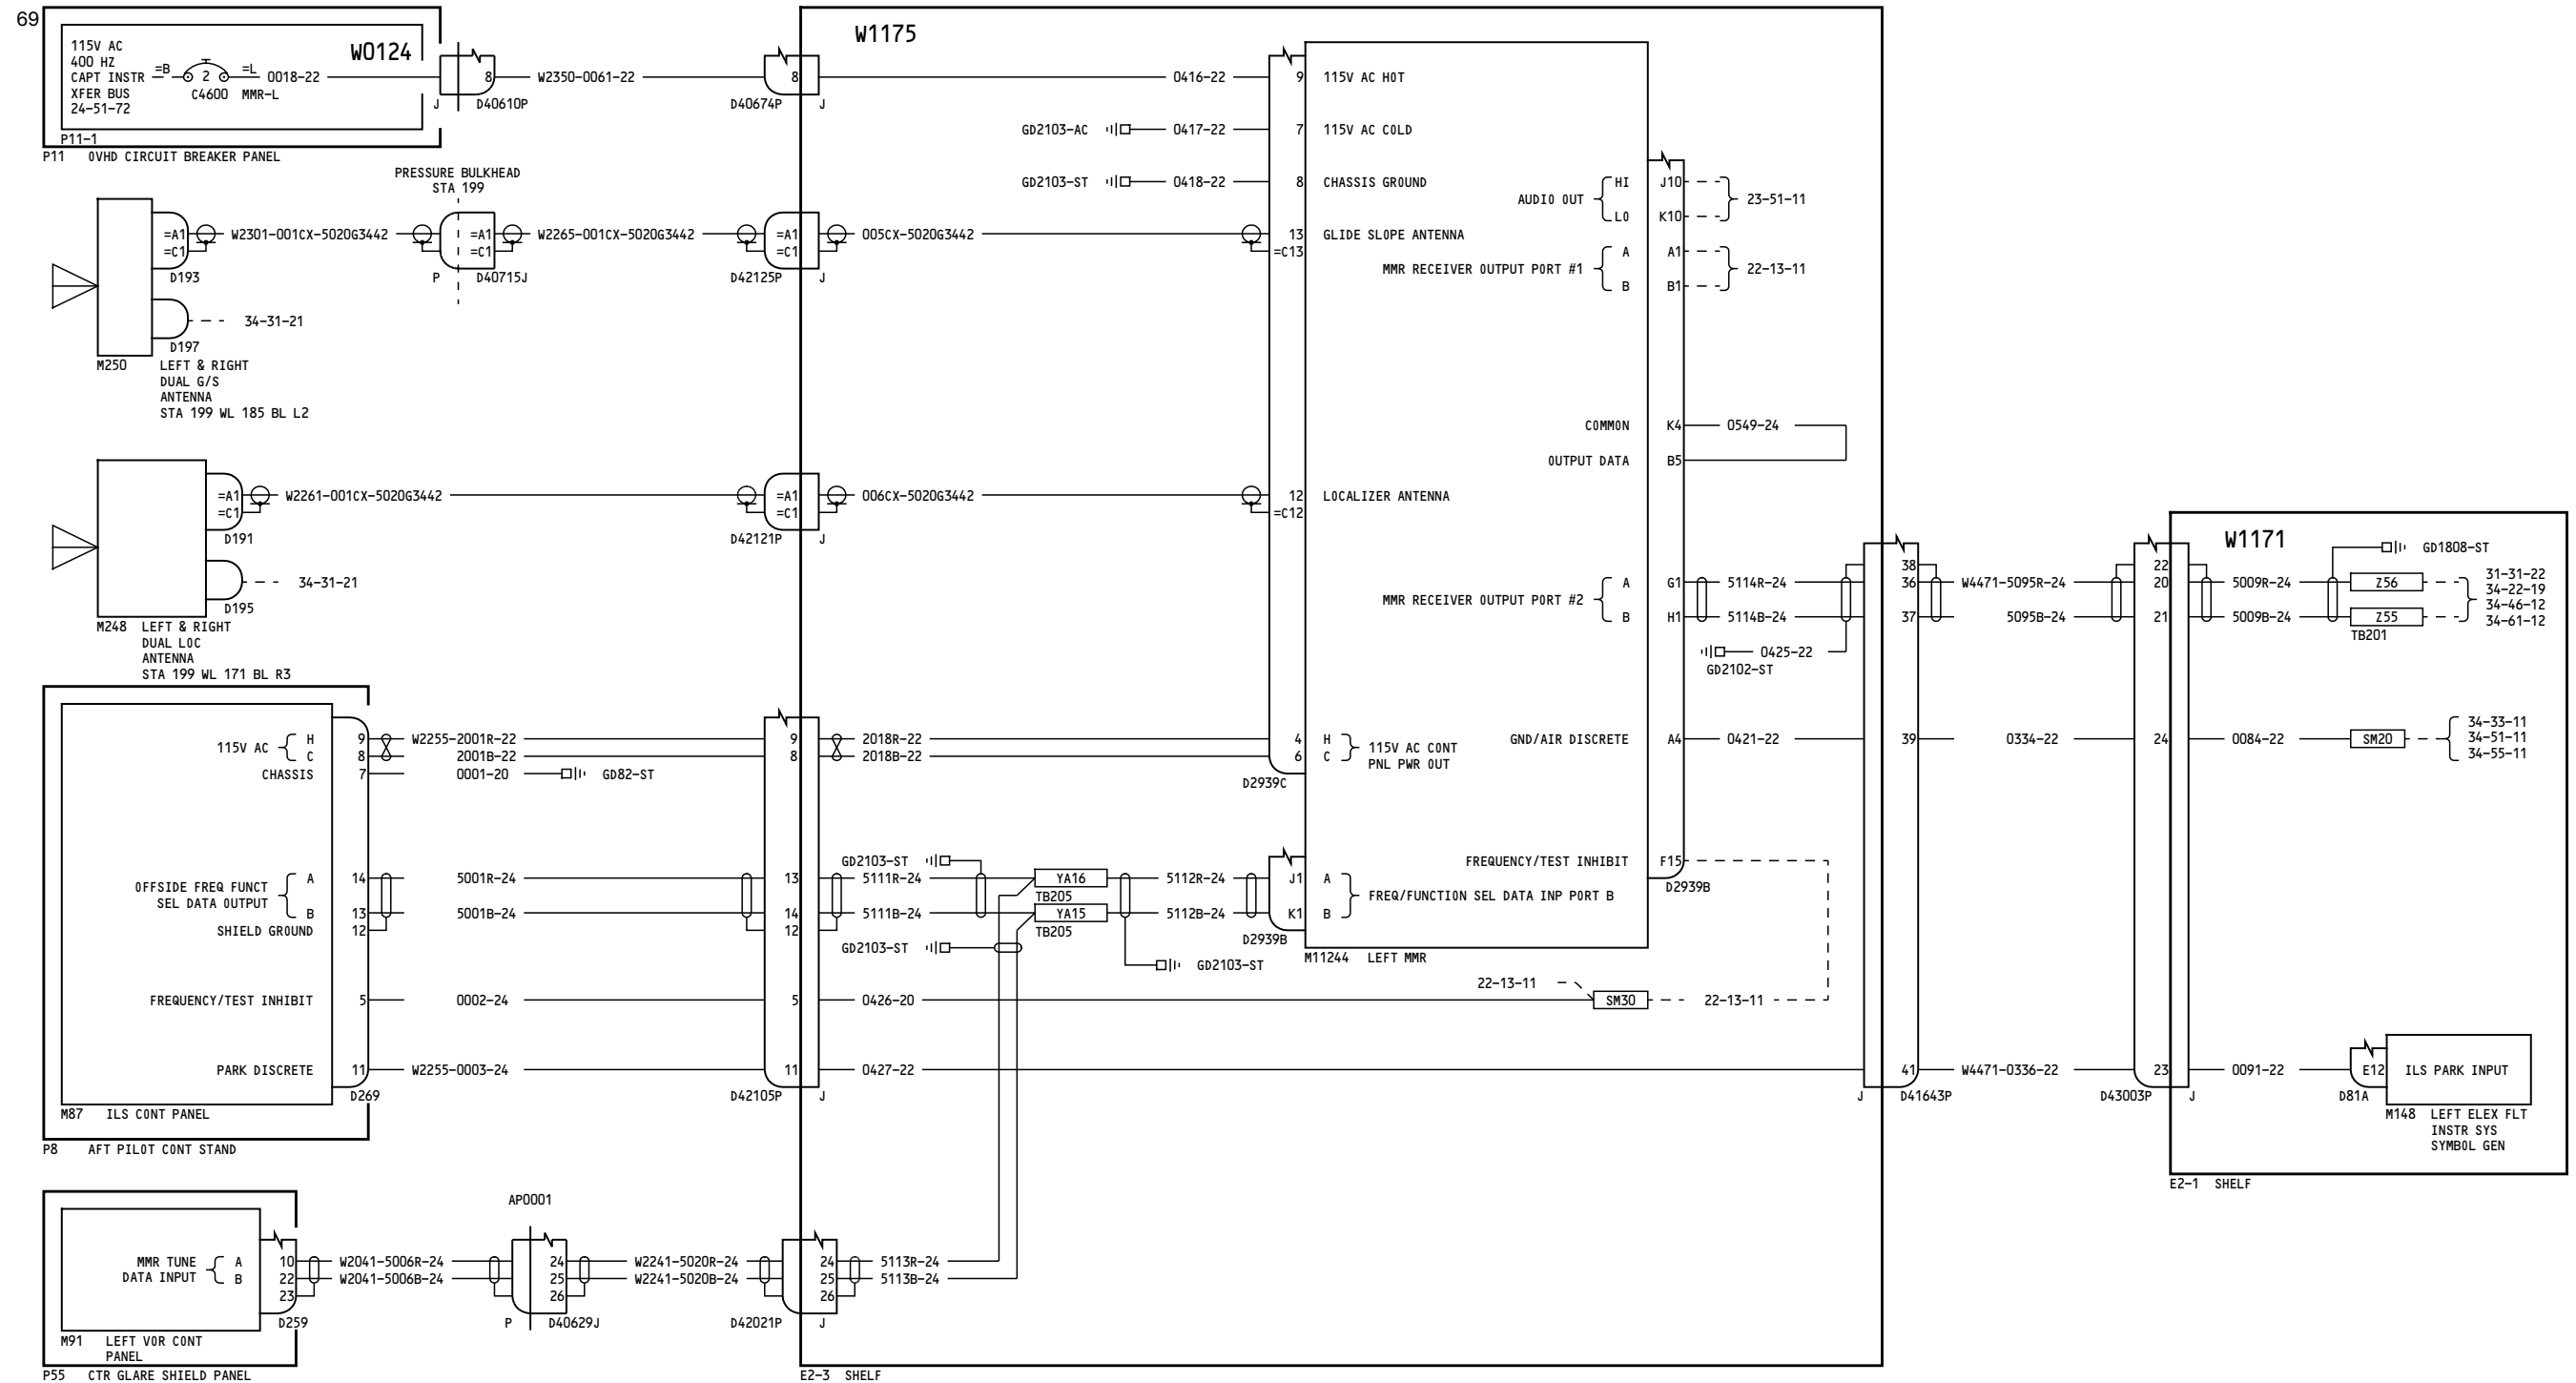 69
115V AC
400 HZ
CAPT INSTR
XFER BUS
24-51-72
=B
2
=L
0018-22
C4600
MMR-L
W0124
P11-1
P11 OVHD CIRCUIT BREAKER PANEL
J
8
D40610P
W2350-0061-22
8
D40674P
J
W1175
0416-22
9
115V AC HOT
GD2103-AC
0417-22
7
115V AC COLD
GD2103-ST
0418-22
8
CHASSIS GROUND
PRESSURE BULKHEAD
STA 199
=A1
=C1
D193
W2301-001CX-5020G3442
=A1
=C1
P
D40715J
W2265-001CX-5020G3442
=A1
=C1
D42125P
J
005CX-5020G3442
13
=C13
GLIDE SLOPE ANTENNA
34-31-21
D197
M250
LEFT & RIGHT
DUAL G/S
ANTENNA
STA 199 WL 185 BL L2
AUDIO OUT
HI
LO
J10
K10
23-51-11
MMR RECEIVER OUTPUT PORT #1
A
B
A1
B1
22-13-11
COMMON
K4
0549-24
OUTPUT DATA
B5
=A1
=C1
D191
W2261-001CX-5020G3442
=A1
=C1
D42121P
J
006CX-5020G3442
12
=C12
LOCALIZER ANTENNA
34-31-21
D195
M248 LEFT & RIGHT
DUAL LOC
ANTENNA
STA 199 WL 171 BL R3
MMR RECEIVER OUTPUT PORT #2
A
B
G1
H1
5114R-24
5114B-24
0425-22
GD2102-ST
38
36
37
W4471-5095R-24
5095B-24
22
20
21
W1171
5009R-24
5009B-24
GD1808-ST
Z56
Z55
TB201
31-31-22
34-22-19
34-46-12
34-61-12
115V AC
H
C
CHASSIS
9
8
7
W2255-2001R-22
2001B-22
0001-20
GD82-ST
9
8
2018R-22
2018B-22
4
6
H
C
115V AC CONT
PNL PWR OUT
D2939C
GND/AIR DISCRETE
A4
0421-22
39
0334-22
24
0084-22
SM20
34-33-11
34-51-11
34-55-11
OFFSIDE FREQ FUNCT
SEL DATA OUTPUT
A
B
SHIELD GROUND
14
13
12
5001R-24
5001B-24
13
14
12
GD2103-ST
5111R-24
5111B-24
GD2103-ST
YA16
TB205
YA15
TB205
5112R-24
5112B-24
GD2103-ST
J1
K1
D2939B
A
B
FREQ/FUNCTION SEL DATA INP PORT B
FREQUENCY/TEST INHIBIT
F15
D2939B
M11244 LEFT MMR
FREQUENCY/TEST INHIBIT
5
0002-24
5
0426-20
22-13-11
SM30
22-13-11
PARK DISCRETE
11
W2255-0003-24
11
0427-22
41
W4471-0336-22
23
0091-22
E12
ILS PARK INPUT
D269
D42105P
J
J
D41643P
D43003P
J
D81A
M148 LEFT ELEX FLT
INSTR SYS
SYMBOL GEN
M87 ILS CONT PANEL
P8 AFT PILOT CONT STAND
E2-1 SHELF
AP0001
MMR TUNE
DATA INPUT
A
B
10
22
23
W2041-5006R-24
W2041-5006B-24
24
25
26
W2241-5020R-24
W2241-5020B-24
24
25
26
5113R-24
5113B-24
D259
P
D40629J
D42021P
J
M91 LEFT VOR CONT
PANEL
P55 CTR GLARE SHIELD PANEL
E2-3 SHELF